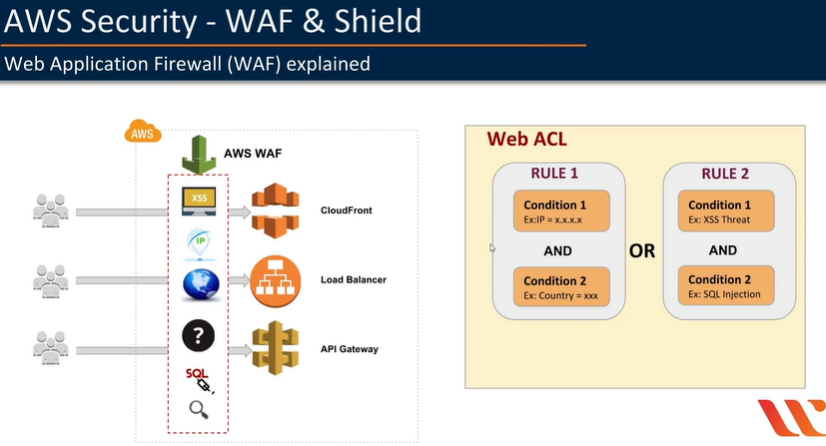 AWS Security - WAF & Shield
Web Application Firewall (WAF) explained
AWS
AWS WAF
XSS
IP
?
SQL
CloudFront
Load Balancer
API Gateway
Web ACL
RULE 1
Condition 1
Ex:IP = x.x.x.x
AND
Condition 2
Ex: Country = xxx
OR
RULE 2
Condition 1
Ex: XSS Threat
AND
Condition 2
Ex: SQL Injection